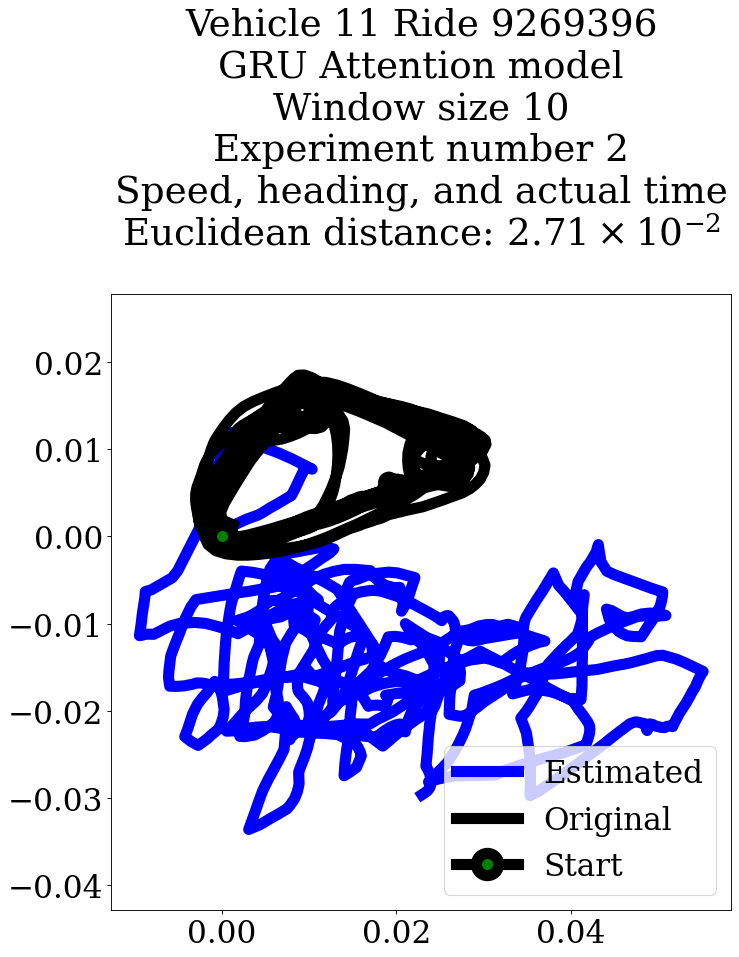 Vehicle 11 Ride 9269396
GRU Attention model
Window size 10
Experiment number 2
Speed, heading, and actual time
Euclidean distance: 2.71 × 10⁻²
0.02
0.01
0.00
−0.01
−0.02
−0.03
−0.04
Estimated
Original
Start
0.00 0.02 0.04